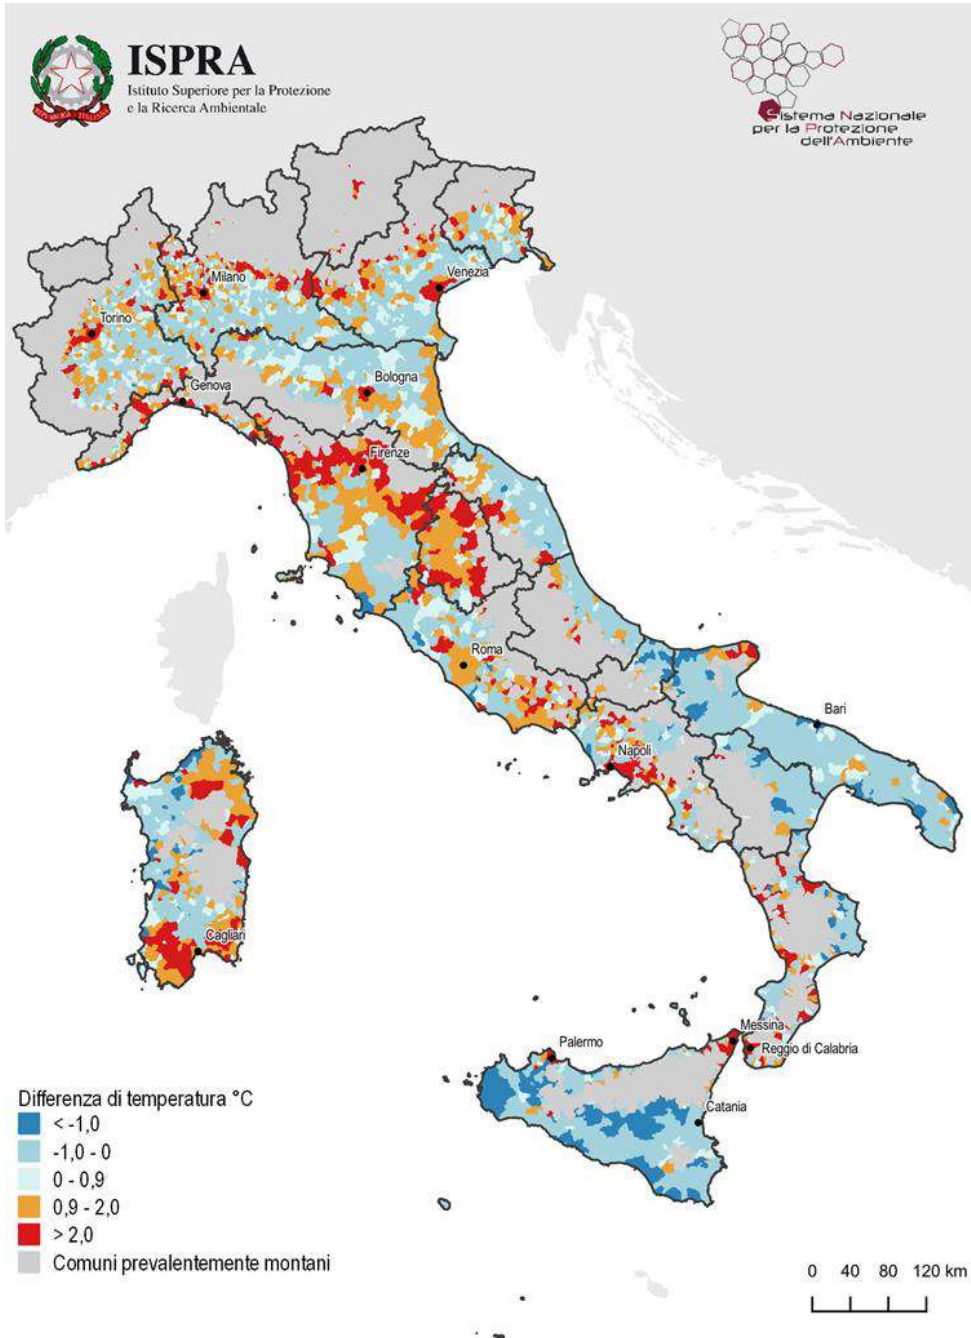 ISPRA
Istituto Superiore per la Protezione
e la Ricerca Ambientale
Sistema Nazionale
per la Protezione
dell'Ambiente
Milano
Venezia
Torino
Genova
Bologna
Firenze
Roma
Bari
Napoli
Cagliari
Messina
Palermo
Reggio di Calabria
Catania
Differenza di temperatura °C
< -1,0
-1,0 - 0
0 - 0,9
0,9 - 2,0
> 2,0
Comuni prevalentemente montani
0 40 80 120 km